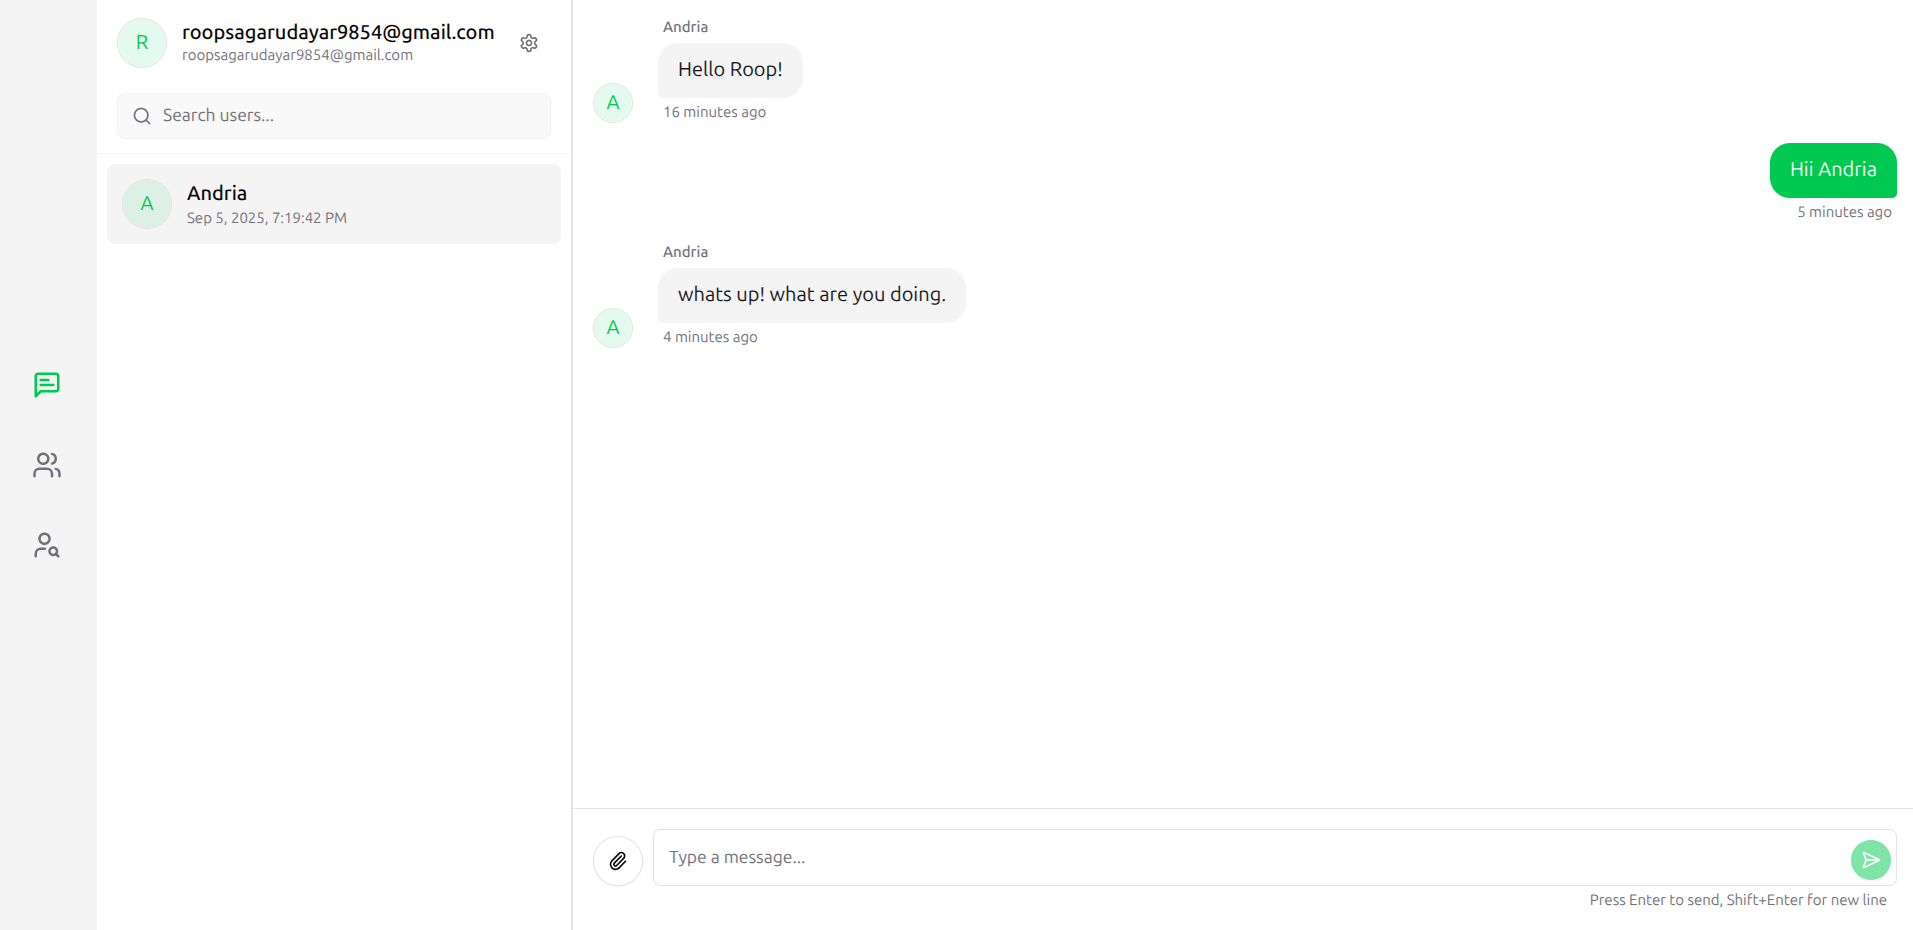 R
roopsagarudayar9854@gmail.com
roopsagarudayar9854@gmail.com
Search users...
A
Andria
Sep 5, 2025, 7:19:42 PM
Andria
Hello Roop!
A
16 minutes ago
Hii Andria
5 minutes ago
Andria
whats up! what are you doing.
A
4 minutes ago
Type a message...
Press Enter to send, Shift+Enter for new line